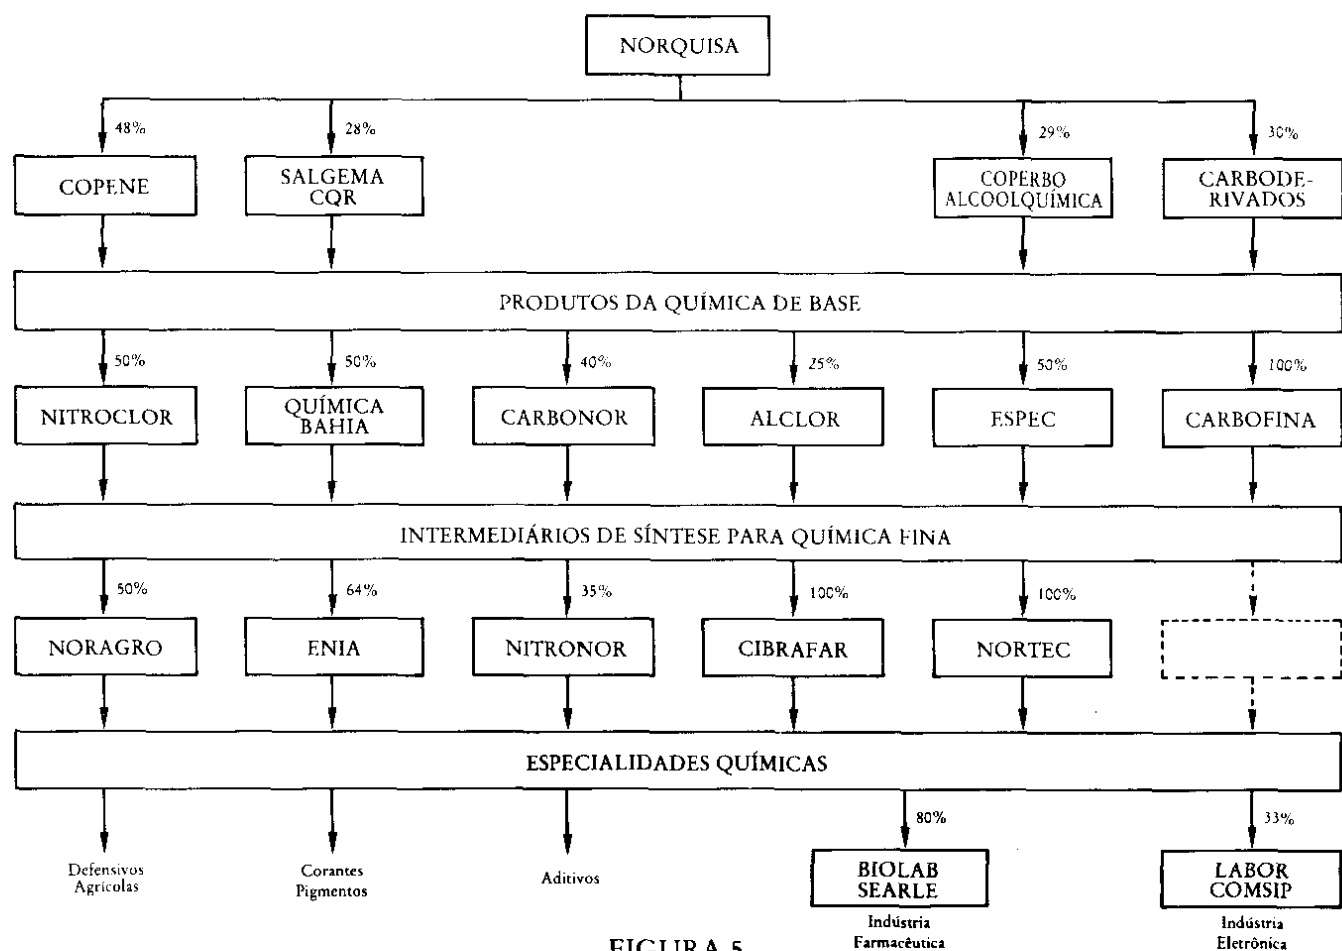 NORQUISA
48%
28%
29%
30%
COPENE
SALGEMA
CQR
COPERBO
ALCOOLQUÍMICA
CARBODE-
RIVADOS
PRODUTOS DA QUÍMICA DE BASE
50%
50%
40%
25%
50%
100%
NITROCLOR
QUÍMICA
BAHIA
CARBONOR
ALCLOR
ESPEC
CARBOFINA
INTERMEDIÁRIOS DE SÍNTESE PARA QUÍMICA FINA
50%
64%
35%
100%
100%
NORAGRO
ENIA
NITRONOR
CIBRAFAR
NORTEC
ESPECIALIDADES QUÍMICAS
80%
33%
Defensivos
Agrícolas
Corantes
Pigmentos
Aditivos
BIOLAB
SEARLE
LABOR
COMSIP
Indústria
Farmacêutica
Indústria
Eletrônica
FIGURA 5